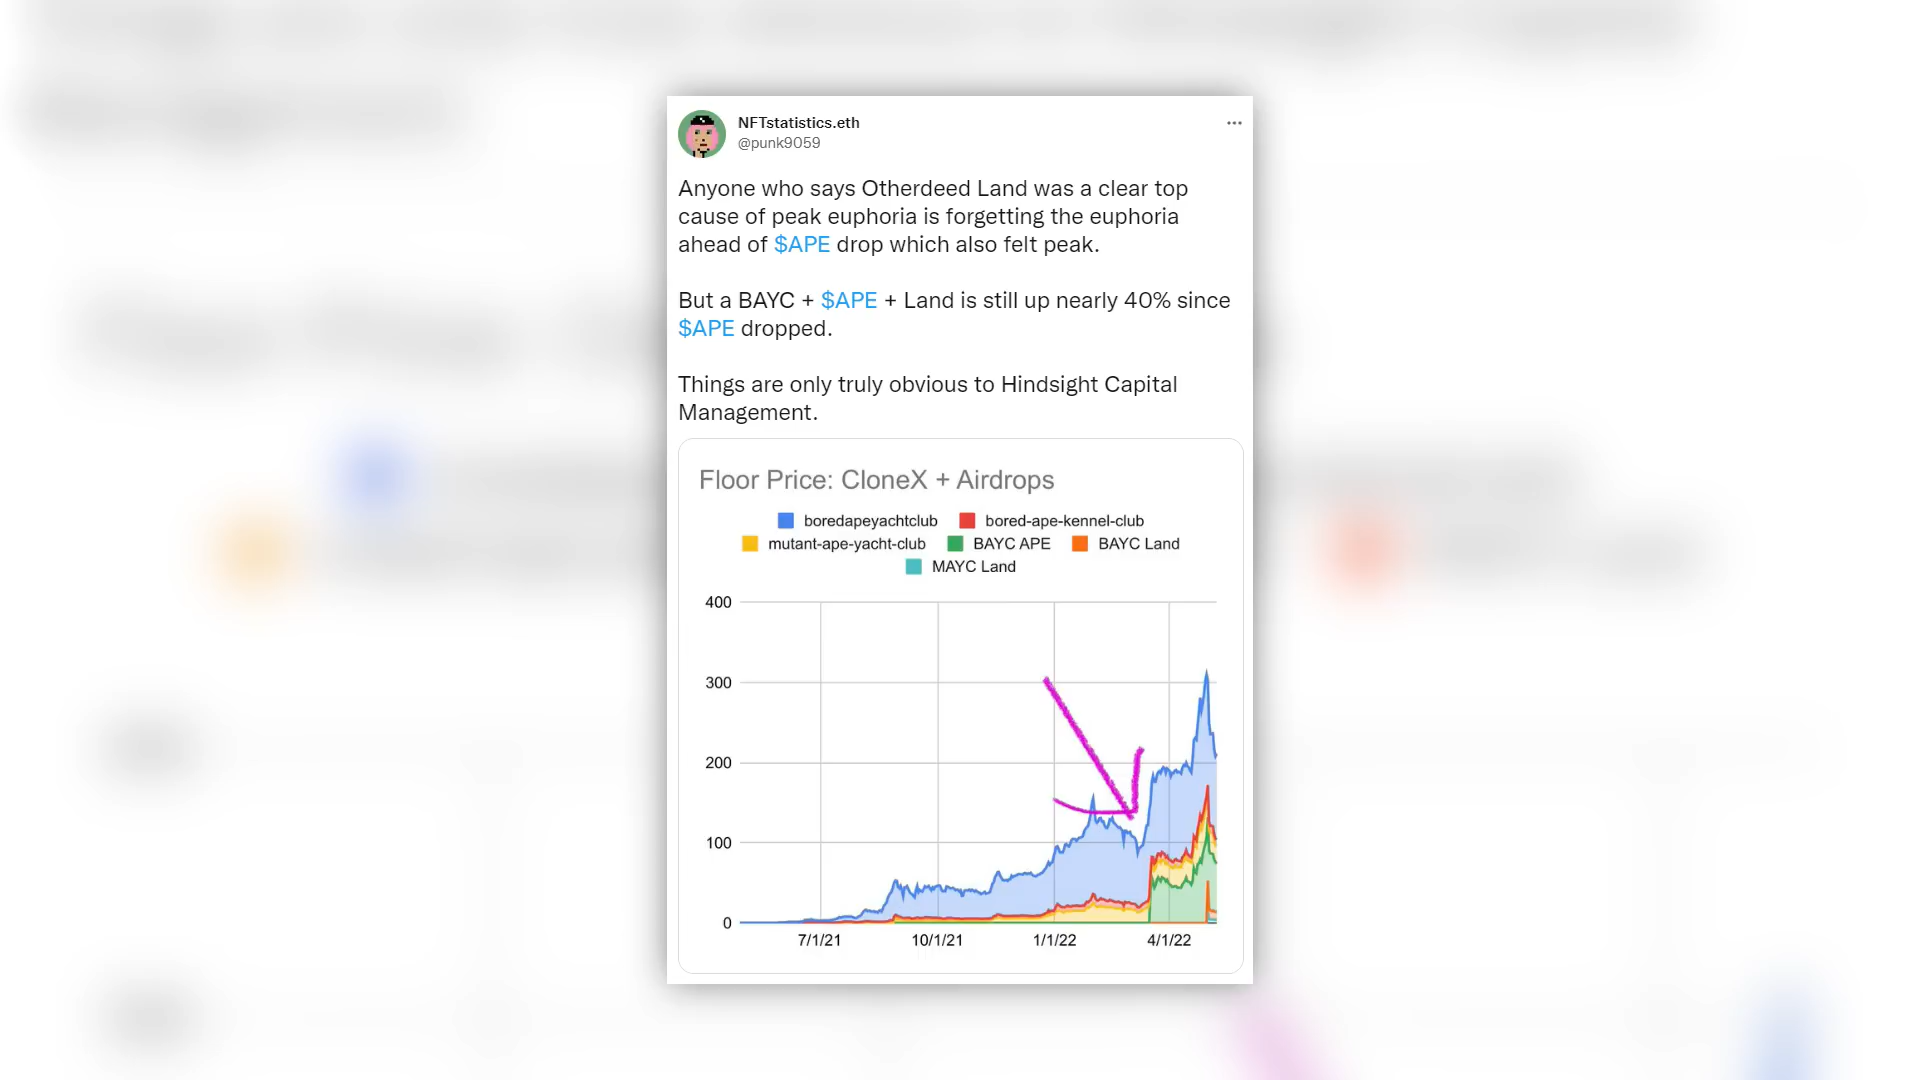 NFTstatistics.eth
@punk9059
Anyone who says Otherdeed Land was a clear top
cause of peak euphoria is forgetting the euphoria
ahead of $APE drop which also felt peak.
But a BAYC + $APE + Land is still up nearly 40% since
$APE dropped.
Things are only truly obvious to Hindsight Capital
Management.
Floor Price: CloneX + Airdrops
boredapeyachtclub bored-ape-kennel-club
mutant-ape-yacht-club BAYC APE BAYC Land
MAYC Land
400
300
200
100
0
7/1/21 10/1/21 1/1/22 4/1/22